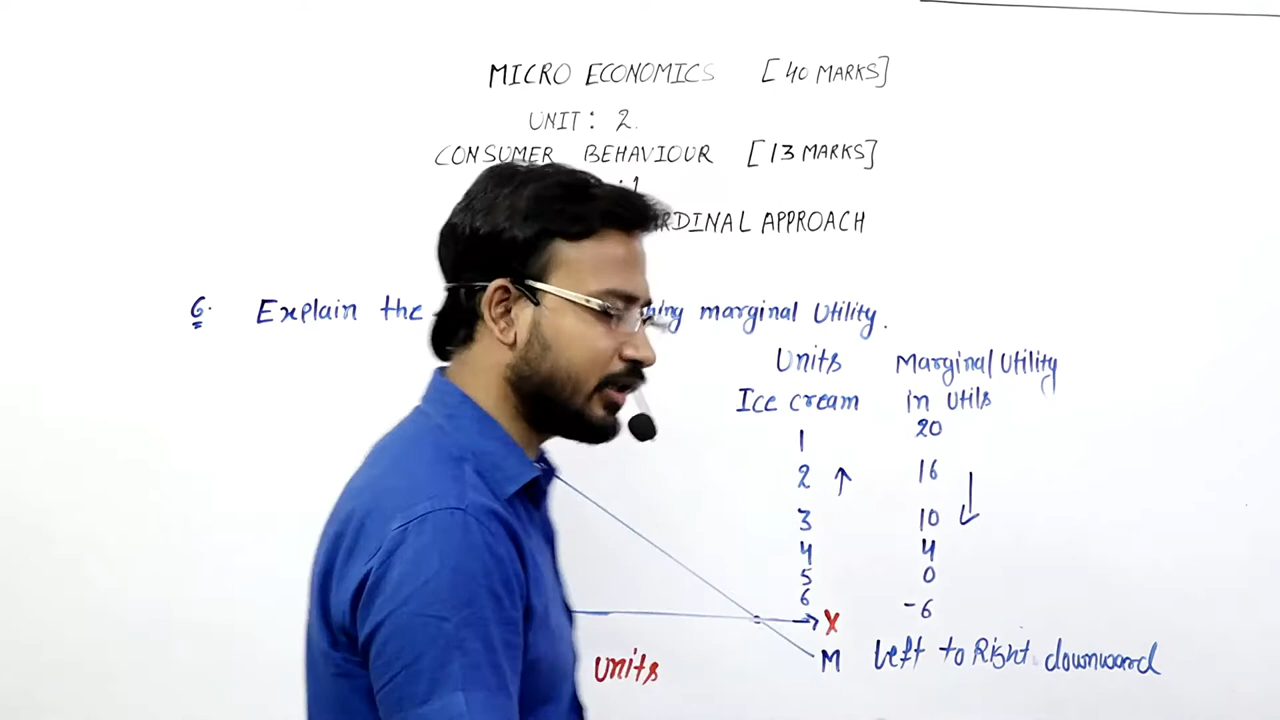 MICRO ECONOMICS [40 MARKS]
UNIT: 2.
CONSUMER BEHAVIOUR [13 MARKS]
:1
RDINAL APPROACH
6. Explain the hing marginal Utility.
Units Marginal Utility
Ice cream in Utils
1 20
2 ↑ 16 ↓
3 10
4 4
5 0
6 -6
X
units M Left to Right downward